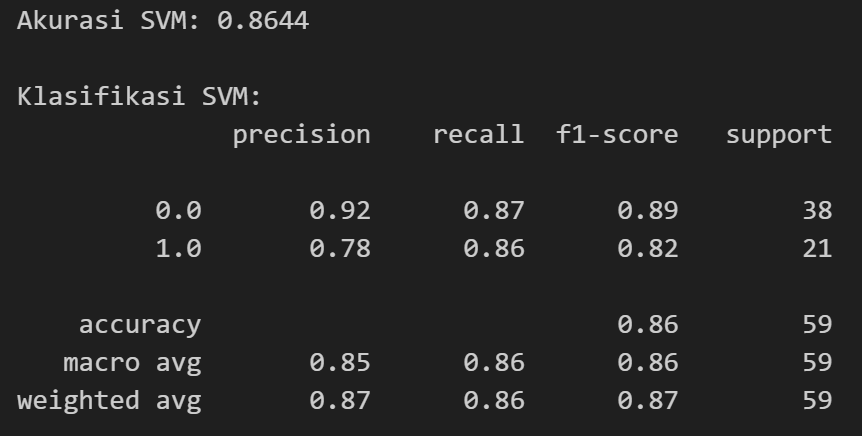 Akurasi SVM: 0.8644
Klasifikasi SVM:
precision recall f1-score support
0.0 0.92 0.87 0.89 38
1.0 0.78 0.86 0.82 21
accuracy 0.86 59
macro avg 0.85 0.86 0.86 59
weighted avg 0.87 0.86 0.87 59